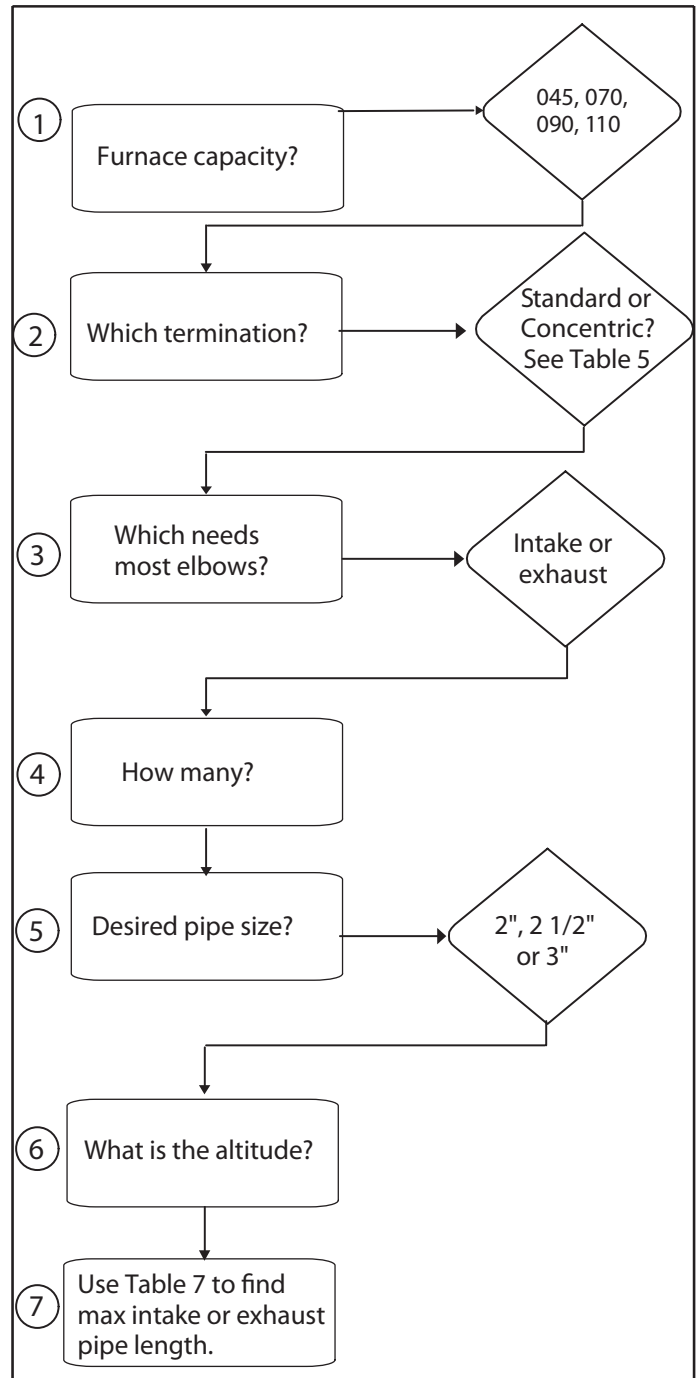 1
Furnace capacity?
045, 070,
090, 110
2
Which termination?
Standard or
Concentric?
See Table 5
3
Which needs
most elbows?
Intake or
exhaust
4
How many?
5
Desired pipe size?
2", 2 1/2"
or 3"
6
What is the altitude?
7
Use Table 7 to find
max intake or exhaust
pipe length.